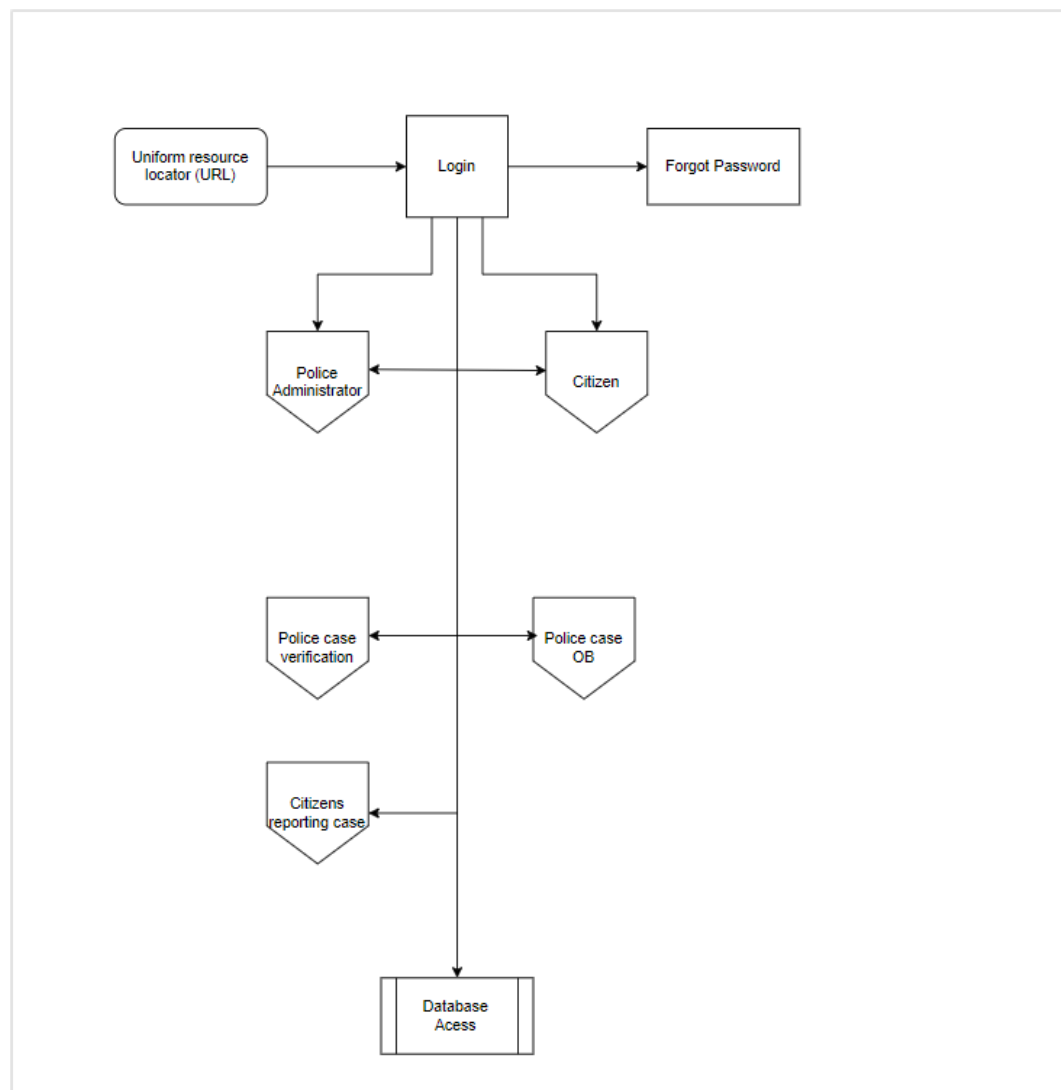 Uniform resource
locator (URL)
Login
Forgot Password
Police
Administrator
Citizen
Police case
verification
Police case
OB
Citizens
reporting case
Database
Acess